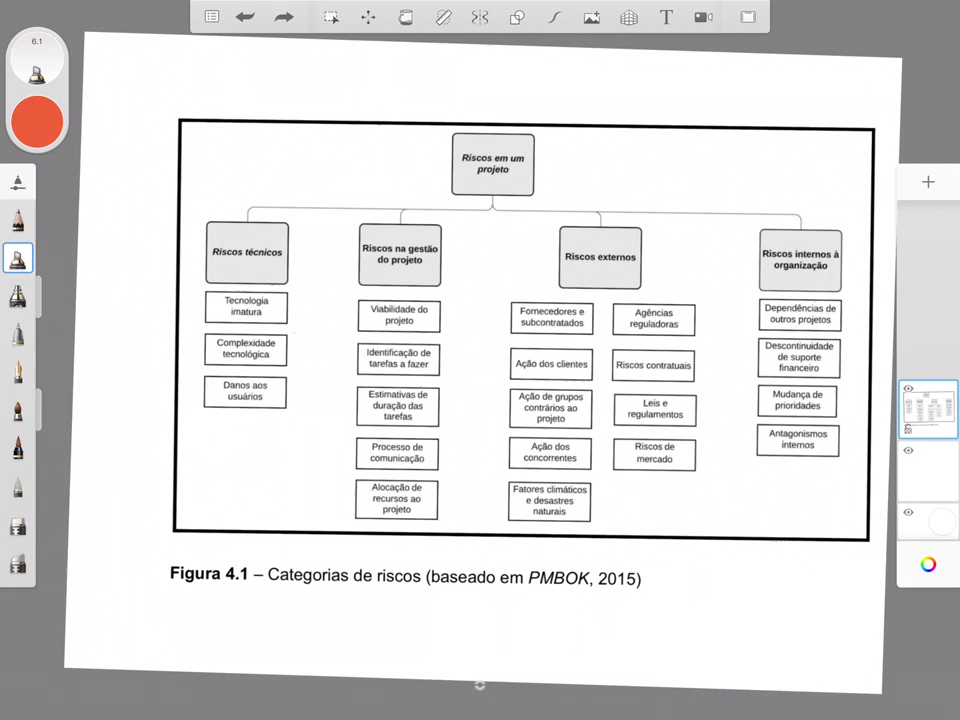 6.1
T
Riscos em um
projeto
Riscos técnicos
Tecnologia
imatura
Complexidade
tecnológica
Danos aos
usuários
Riscos na gestão
do projeto
Viabilidade do
projeto
Identificação de
tarefas a fazer
Estimativas de
duração das
tarefas
Processo de
comunicação
Alocação de
recursos ao
projeto
Riscos externos
Fornecedores e
subcontratados
Ação dos clientes
Ação de grupos
contrários ao
projeto
Ação dos
concorrentes
Fatores climáticos
e desastres
naturais
Agências
reguladoras
Riscos contratuais
Leis e
regulamentos
Riscos de
mercado
Riscos internos à
organização
Dependências de
outros projetos
Descontinuidade
de suporte
financeiro
Mudança de
prioridades
Antagonismos
internos
Figura 4.1 – Categorias de riscos (baseado em PMBOK, 2015)